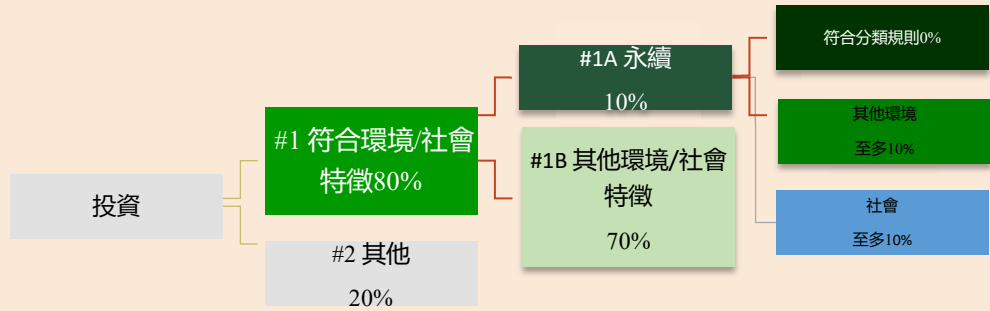 投資
#1 符合環境/社會
特徵80%
#2 其他
20%
#1A 永續
10%
#1B 其他環境/社會
特徵
70%
符合分類規則0%
其他環境
至多10%
社會
至多10%